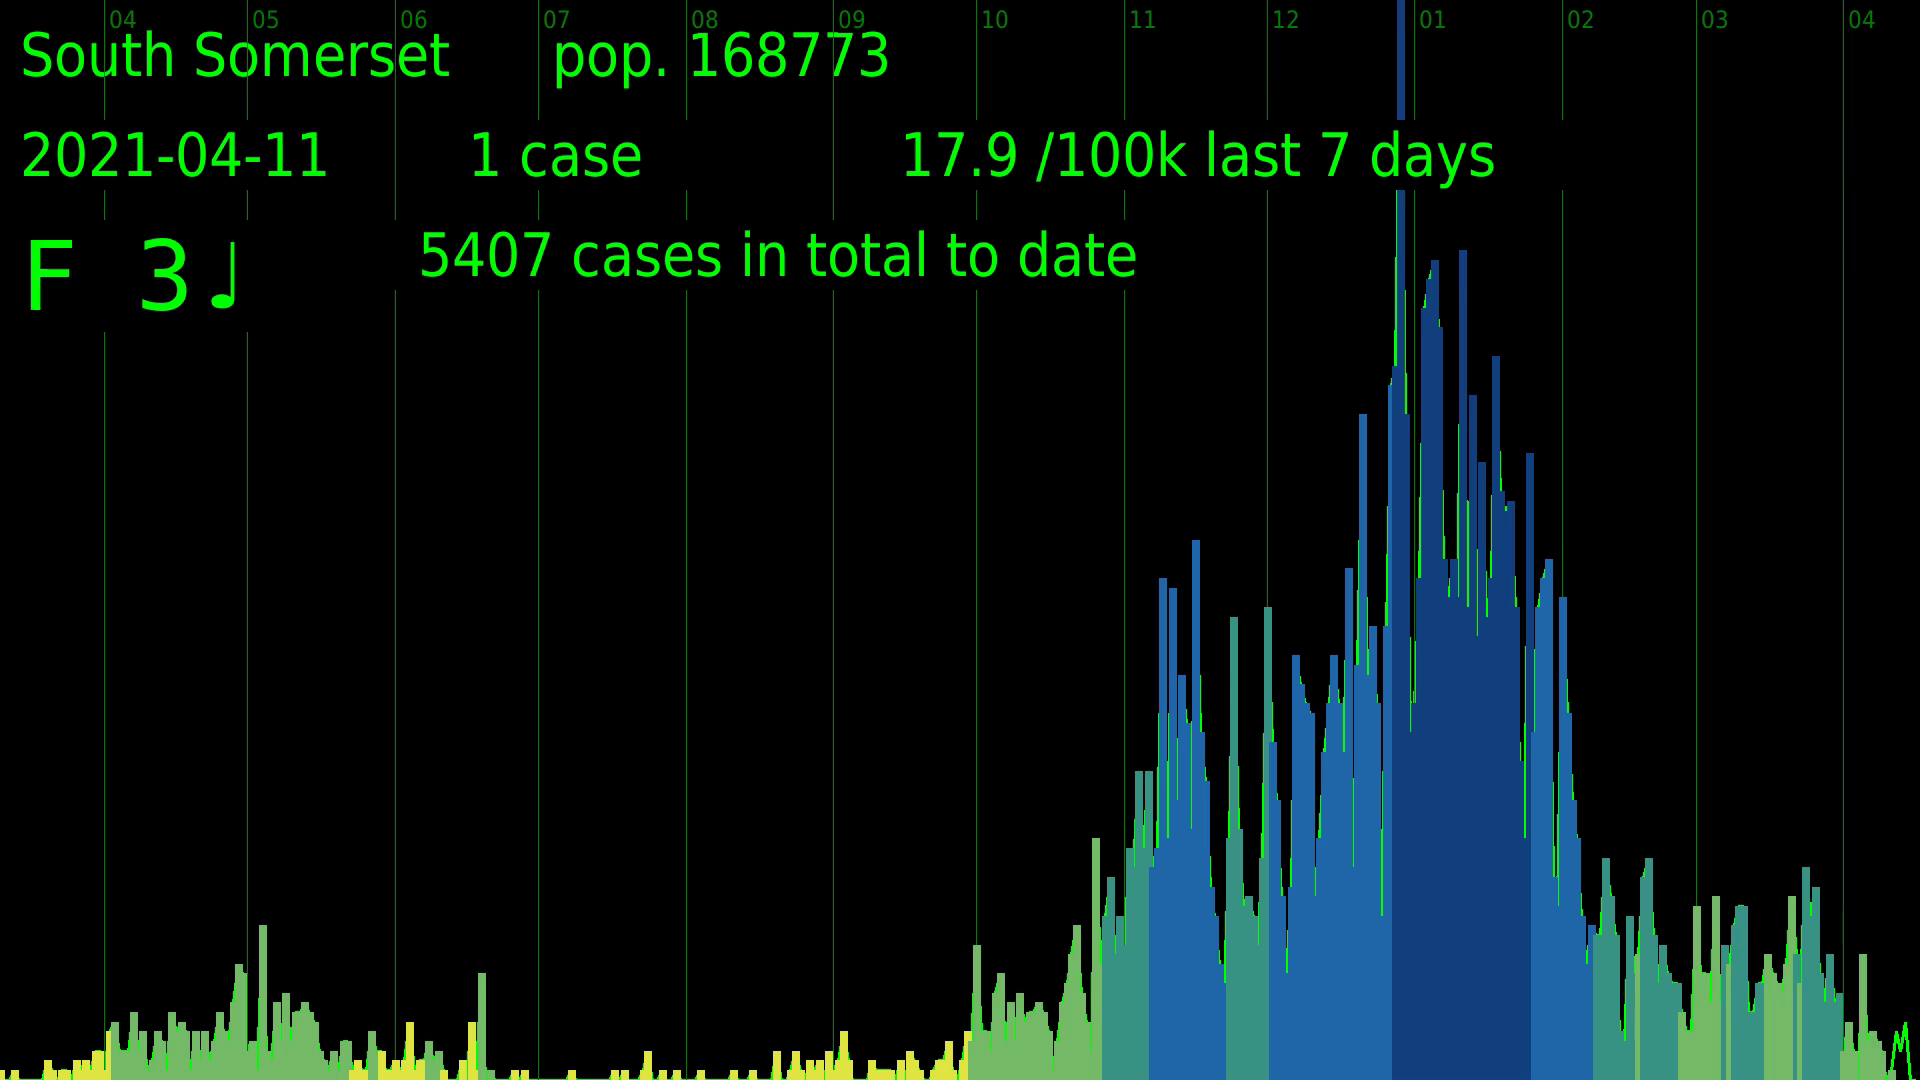 04 05 06 07 08 09 10 11 12 01 02 03 04
South Somerset pop. 168773
2021-04-11 1 case 17.9 /100k last 7 days
F 3♩ 5407 cases in total to date